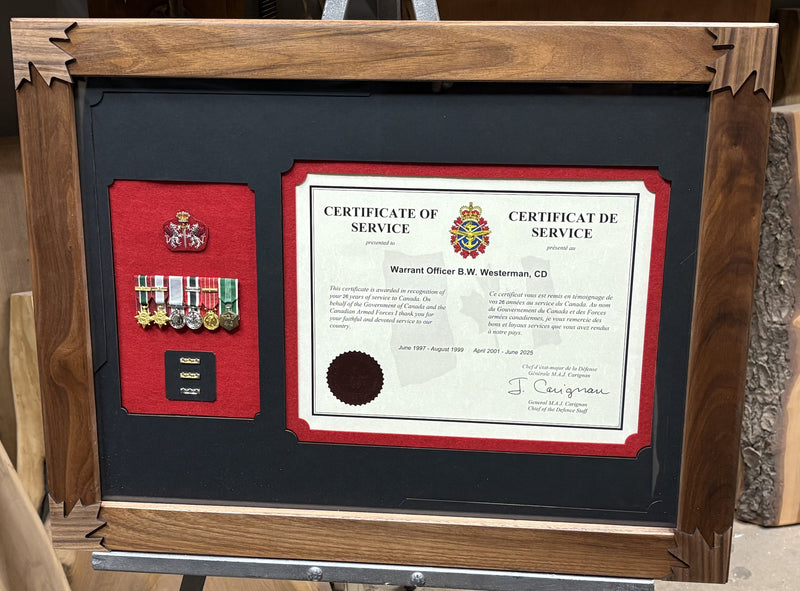 CERTIFICATE OF
SERVICE
presented to
CERTIFICAT DE
SERVICE
présenté au
Warrant Officer B.W. Westerman, CD
This certificate is awarded in recognition of
your 26 years of service to Canada. On
behalf of the Government of Canada and the
Canadian Armed Forces I thank you for
your faithful and devoted service to our
country.
Ce certificat vous est remis en témoignage de
vos 26 années au service du Canada. Au nom
du Gouvernement du Canada et des Forces
armées canadiennes, je vous remercie des
bons et loyaux services que vous avez rendus
à notre pays.
June 1997 - August 1999 April 2001 - June 2025
Chef d'état-major de la Défense
Générale M.A.J. Carignan
J. Carignan
General M.A.J. Carignan
Chief of the Defence Staff